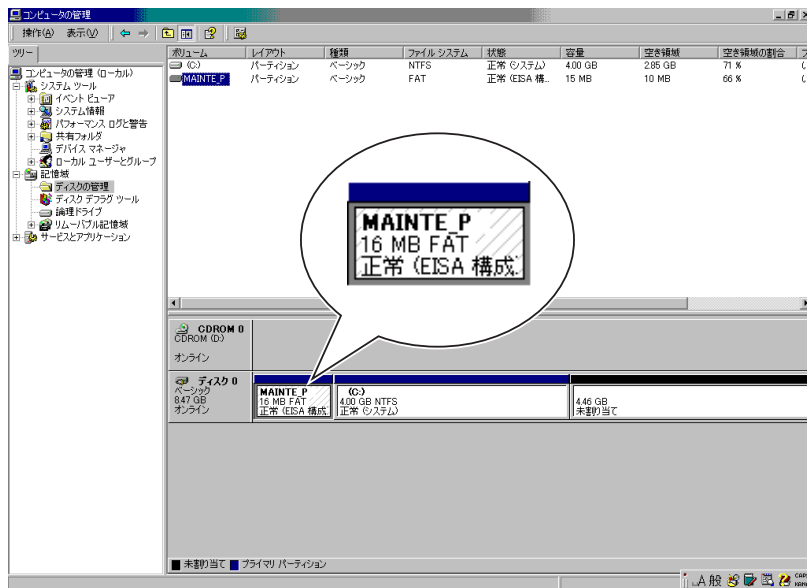 コンピュータの管理
操作(A) 表示(V)
ツリー
コンピュータの管理 (ローカル)
システム ツール
イベント ビューア
システム情報
パフォーマンス ログと警告
共有フォルダ
デバイス マネージャ
ローカル ユーザーとグループ
記憶域
ディスクの管理
ディスク デフラグ ツール
論理ドライブ
リムーバブル記憶域
サービスとアプリケーション
ボリューム レイアウト 種類 ファイル システム 状態 容量 空き領域 空き領域の割合 フ
(C:) パーティション ベーシック NTFS 正常 (システム) 4.00 GB 2.85 GB 71 %
MAINTE_P パーティション ベーシック FAT 正常 (EISA 構... 15 MB 10 MB 66 %
MAINTE_P
16 MB FAT
正常 (EISA 構成
CDROM 0
CDROM (D:)
オンライン
ディスク 0
ベーシック
8.47 GB
オンライン
MAINTE_P
16 MB FAT
正常 (EISA 構成
(C:)
4.00 GB NTFS
正常 (システム)
4.46 GB
未割り当て
未割り当て プライマリ パーティション
A 般 CAPS
KANA